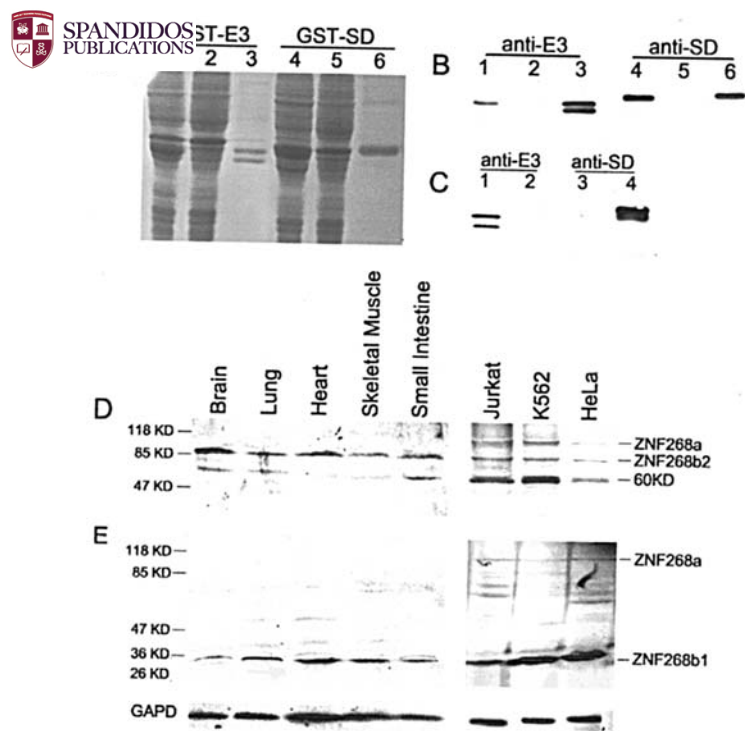 SPANDIDOS
PUBLICATIONS
ST-E3 GST-SD
2 3 4 5 6
B anti-E3 anti-SD
1 2 3 4 5 6
C anti-E3 anti-SD
1 2 3 4
D Brain Lung Heart Skeletal Muscle Small Intestine Jurkat K562 HeLa
118 KD
85 KD
47 KD
ZNF268a
ZNF268b2
60KD
E
118 KD
85 KD
47 KD
36 KD
26 KD
ZNF268a
ZNF268b1
GAPD